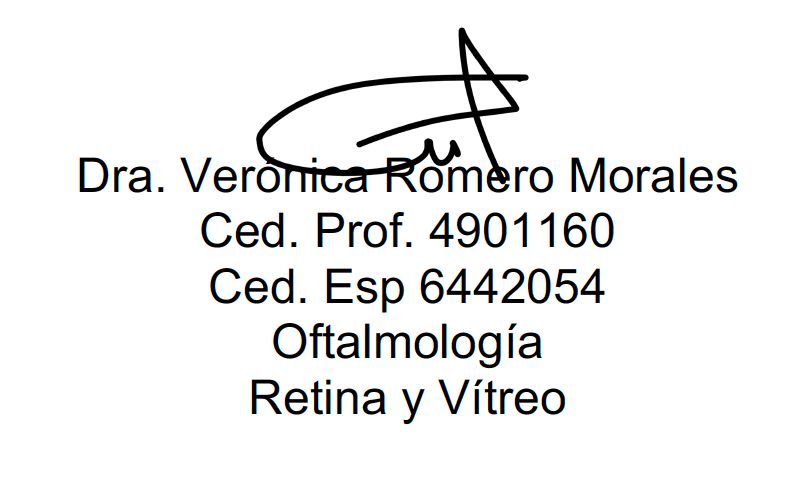 Dra. Verónica Romero Morales
Ced. Prof. 4901160
Ced. Esp 6442054
Oftalmología
Retina y Vítreo